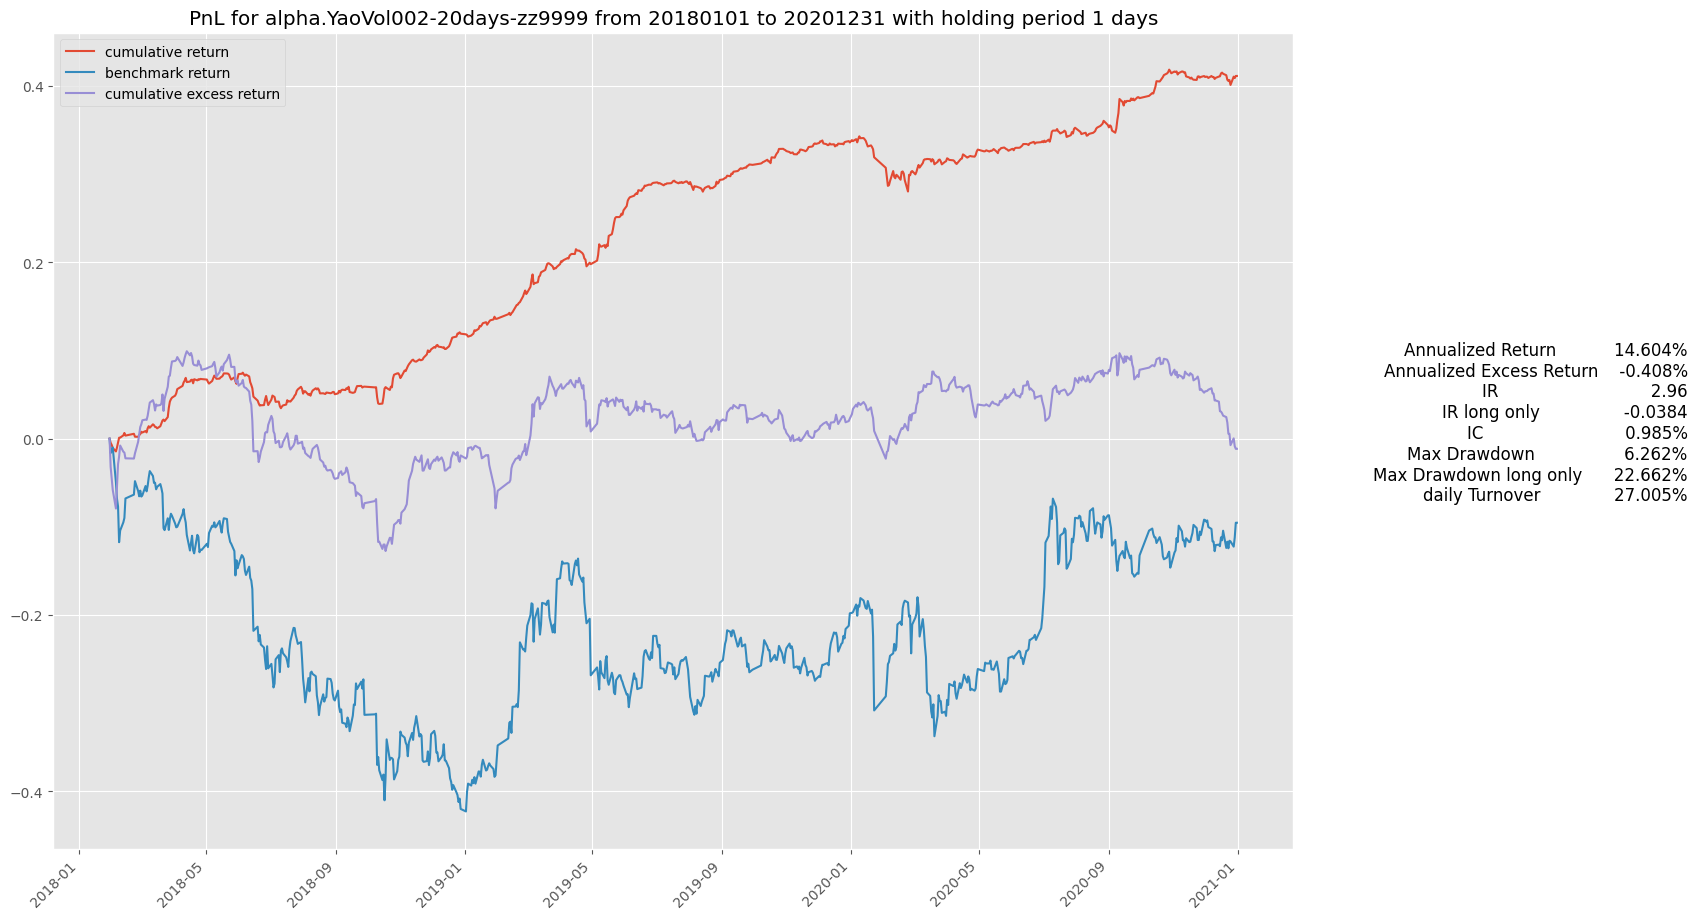 PnL for alpha.YaoVol002-20days-zz9999 from 20180101 to 20201231 with holding period 1 days
cumulative return
benchmark return
cumulative excess return
0.4
0.2
0.0
−0.2
−0.4
2018-01
2018-05
2018-09
2019-01
2019-05
2019-09
2020-01
2020-05
2020-09
2021-01
Annualized Return 14.604%
Annualized Excess Return -0.408%
IR 2.96
IR long only -0.0384
IC 0.985%
Max Drawdown 6.262%
Max Drawdown long only 22.662%
daily Turnover 27.005%